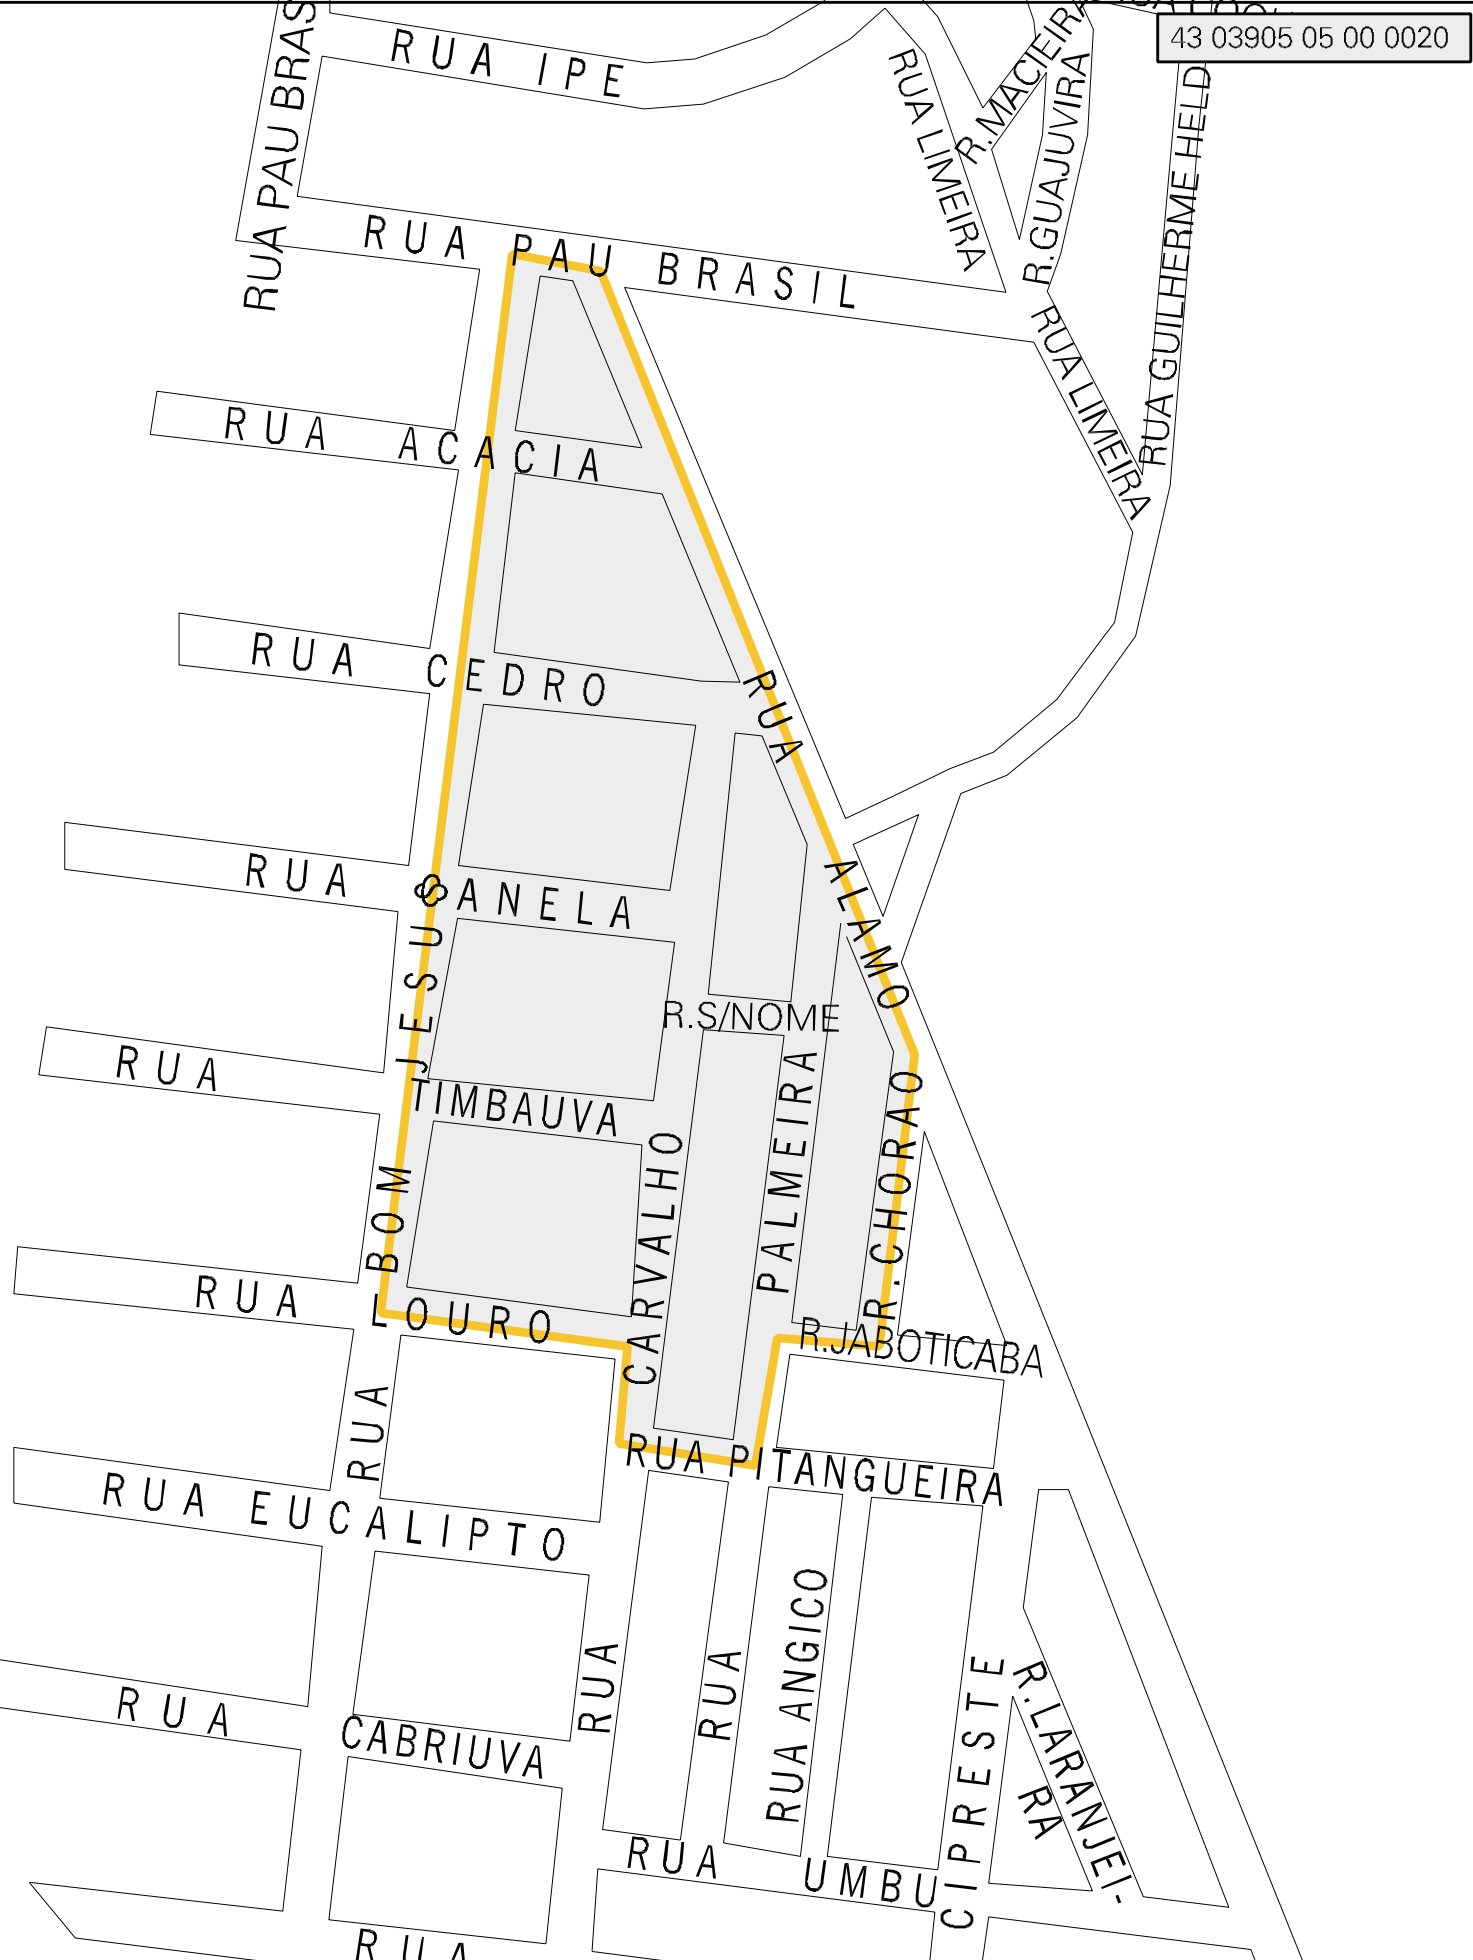 43 03905 05 00 0020
RUA IPE
RUA PAU BRAS
RUA LIMEIRA
R. MACIEIRA
R. GUAJUVIRA
RUA GUILHERME HELD
RUA PAU BRASIL
RUA LIMEIRA
RUA ACACIA
RUA CEDRO
RUA ALAMO
RUA CANELA
R.S/NOME
RUA TIMBAUVA
RUA BOM JESUS
RUA CARVALHO
RUA PALMEIRA
R. CHORAO
RUA LOURO
R.JABOTICABA
RUA PITANGUEIRA
RUA EUCALIPTO
RUA ANGICO
CIPRESTE
R. LARANJEI-
RA
RUA CABRIUVA
RUA UMBU
RUA